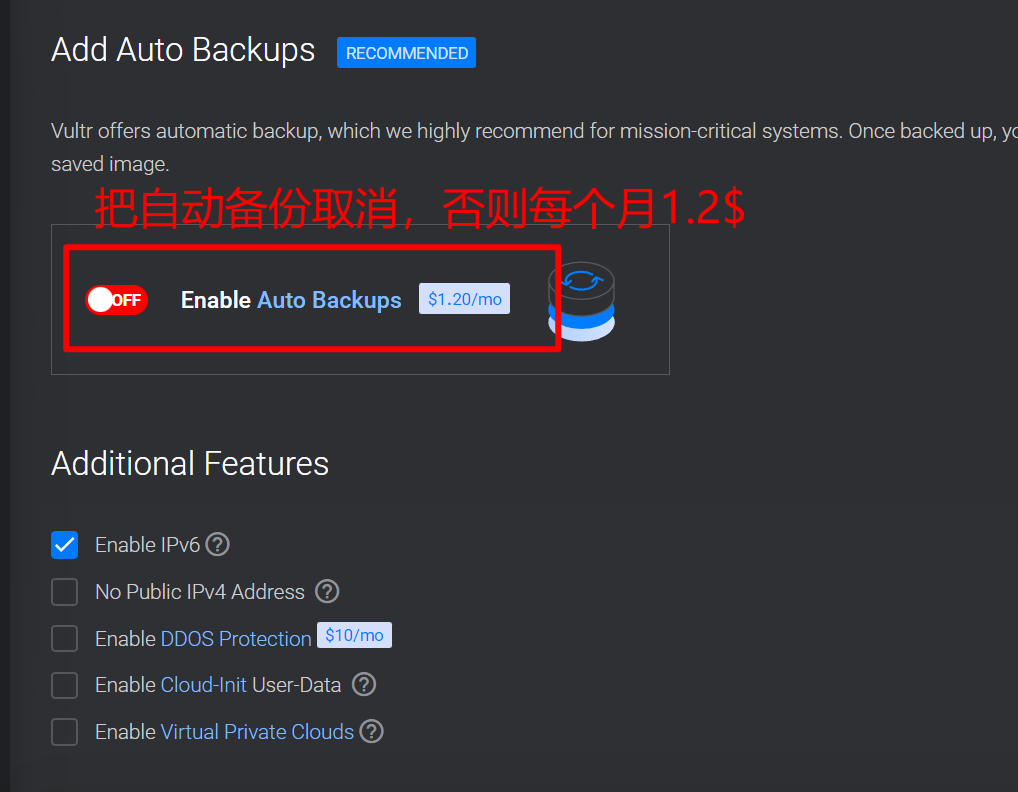 Add Auto Backups RECOMMENDED
Vultr offers automatic backup, which we highly recommend for mission-critical systems. Once backed up,
saved image.
把自动备份取消，否则每个月1.2$
OFF Enable Auto Backups $1.20/mo
Additional Features
Enable IPv6 ?
No Public IPv4 Address ?
Enable DDOS Protection $10/mo
Enable Cloud-Init User-Data ?
Enable Virtual Private Clouds ?